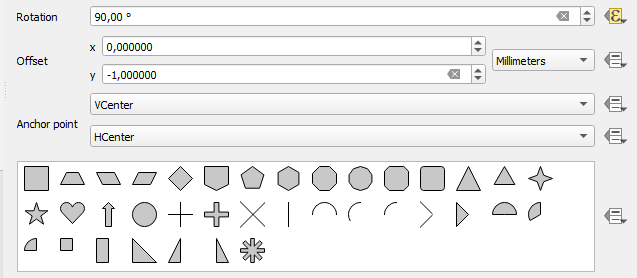 Rotation 90,00 °
x 0,000000
Offset Millimeters
y -1,000000
VCenter
Anchor point
HCenter